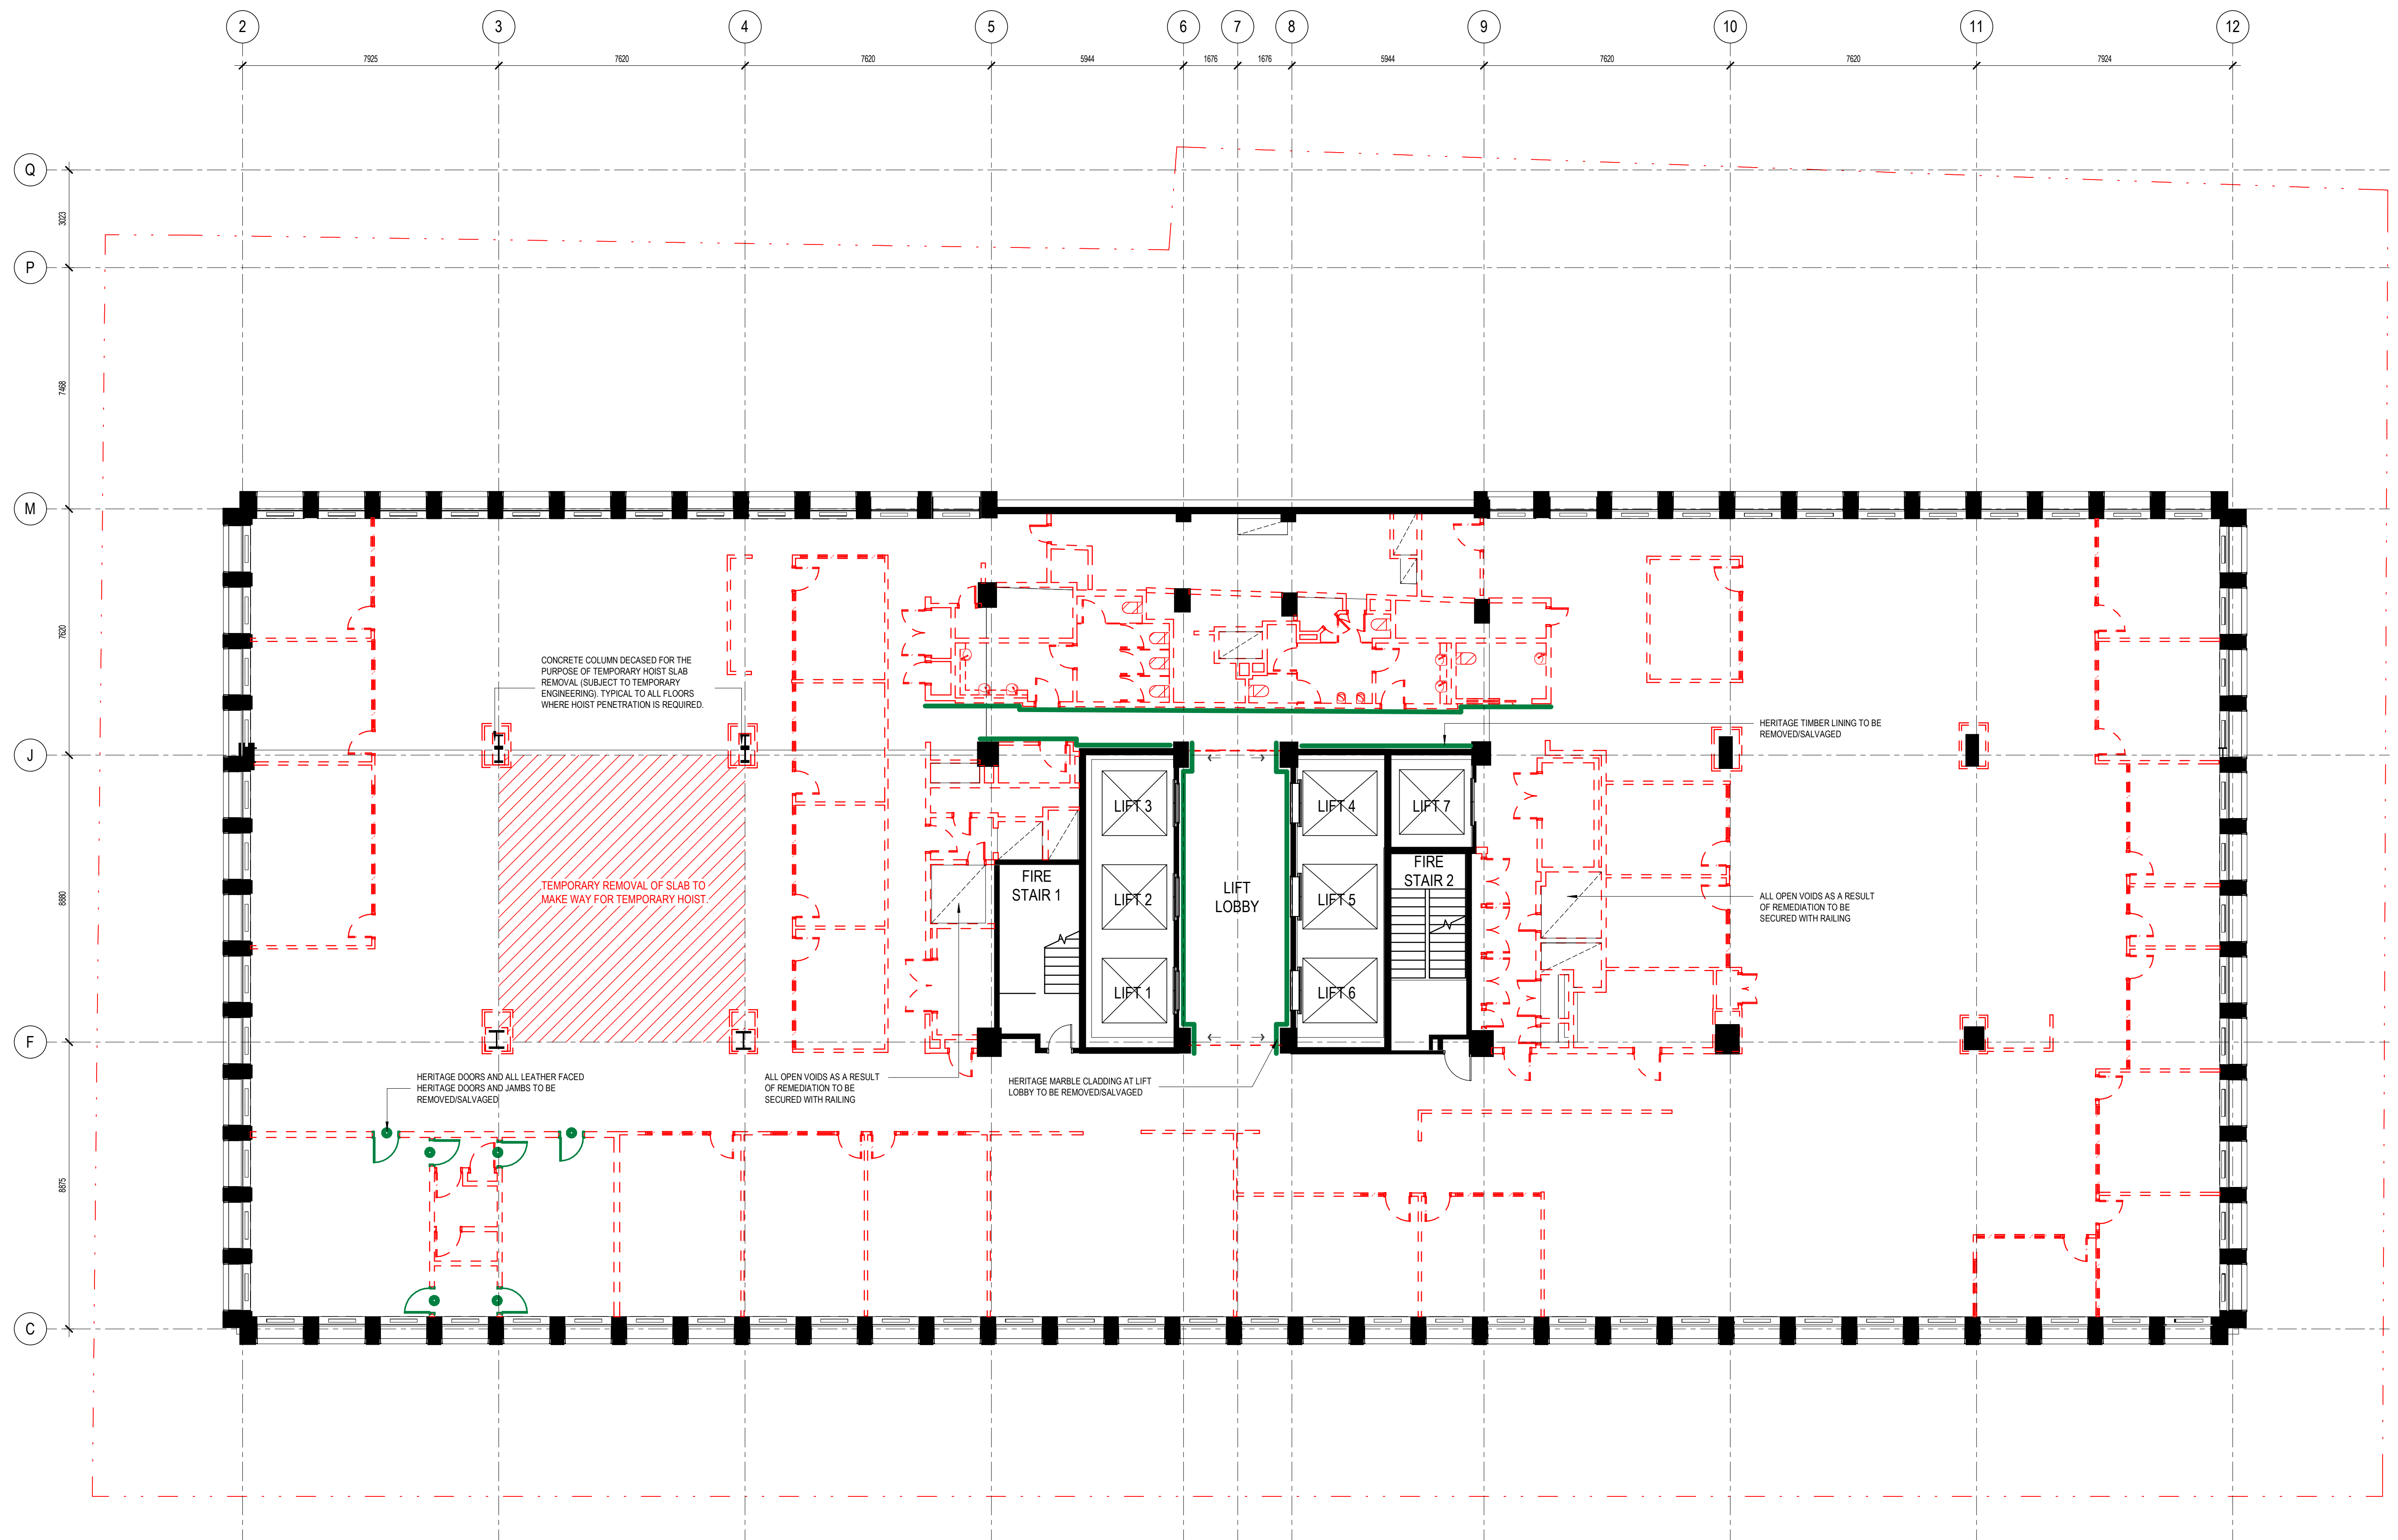 2 3 4 5 6 7 8 9 10 11 12
7925 7620 7620 5944 1676 1676 5944 7620 7620 7924
Q
3023
P
7468
M
7620
CONCRETE COLUMN DECASED FOR THE
PURPOSE OF TEMPORARY HOIST SLAB
REMOVAL (SUBJECT TO TEMPORARY
ENGINEERING). TYPICAL TO ALL FLOORS
WHERE HOIST PENETRATION IS REQUIRED.
HERITAGE TIMBER LINING TO BE
REMOVED/SALVAGED
J
LIFT 3
LIFT 4
LIFT 7
8880
TEMPORARY REMOVAL OF SLAB TO
MAKE WAY FOR TEMPORARY HOIST.
FIRE
STAIR 1
LIFT 2
LIFT
LOBBY
LIFT 5
FIRE
STAIR 2
ALL OPEN VOIDS AS A RESULT
OF REMEDIATION TO BE
SECURED WITH RAILING
LIFT 1
LIFT 6
F
HERITAGE DOORS AND ALL LEATHER FACED
HERITAGE DOORS AND JAMBS TO BE
REMOVED/SALVAGED
ALL OPEN VOIDS AS A RESULT
OF REMEDIATION TO BE
SECURED WITH RAILING
HERITAGE MARBLE CLADDING AT LIFT
LOBBY TO BE REMOVED/SALVAGED
8875
C